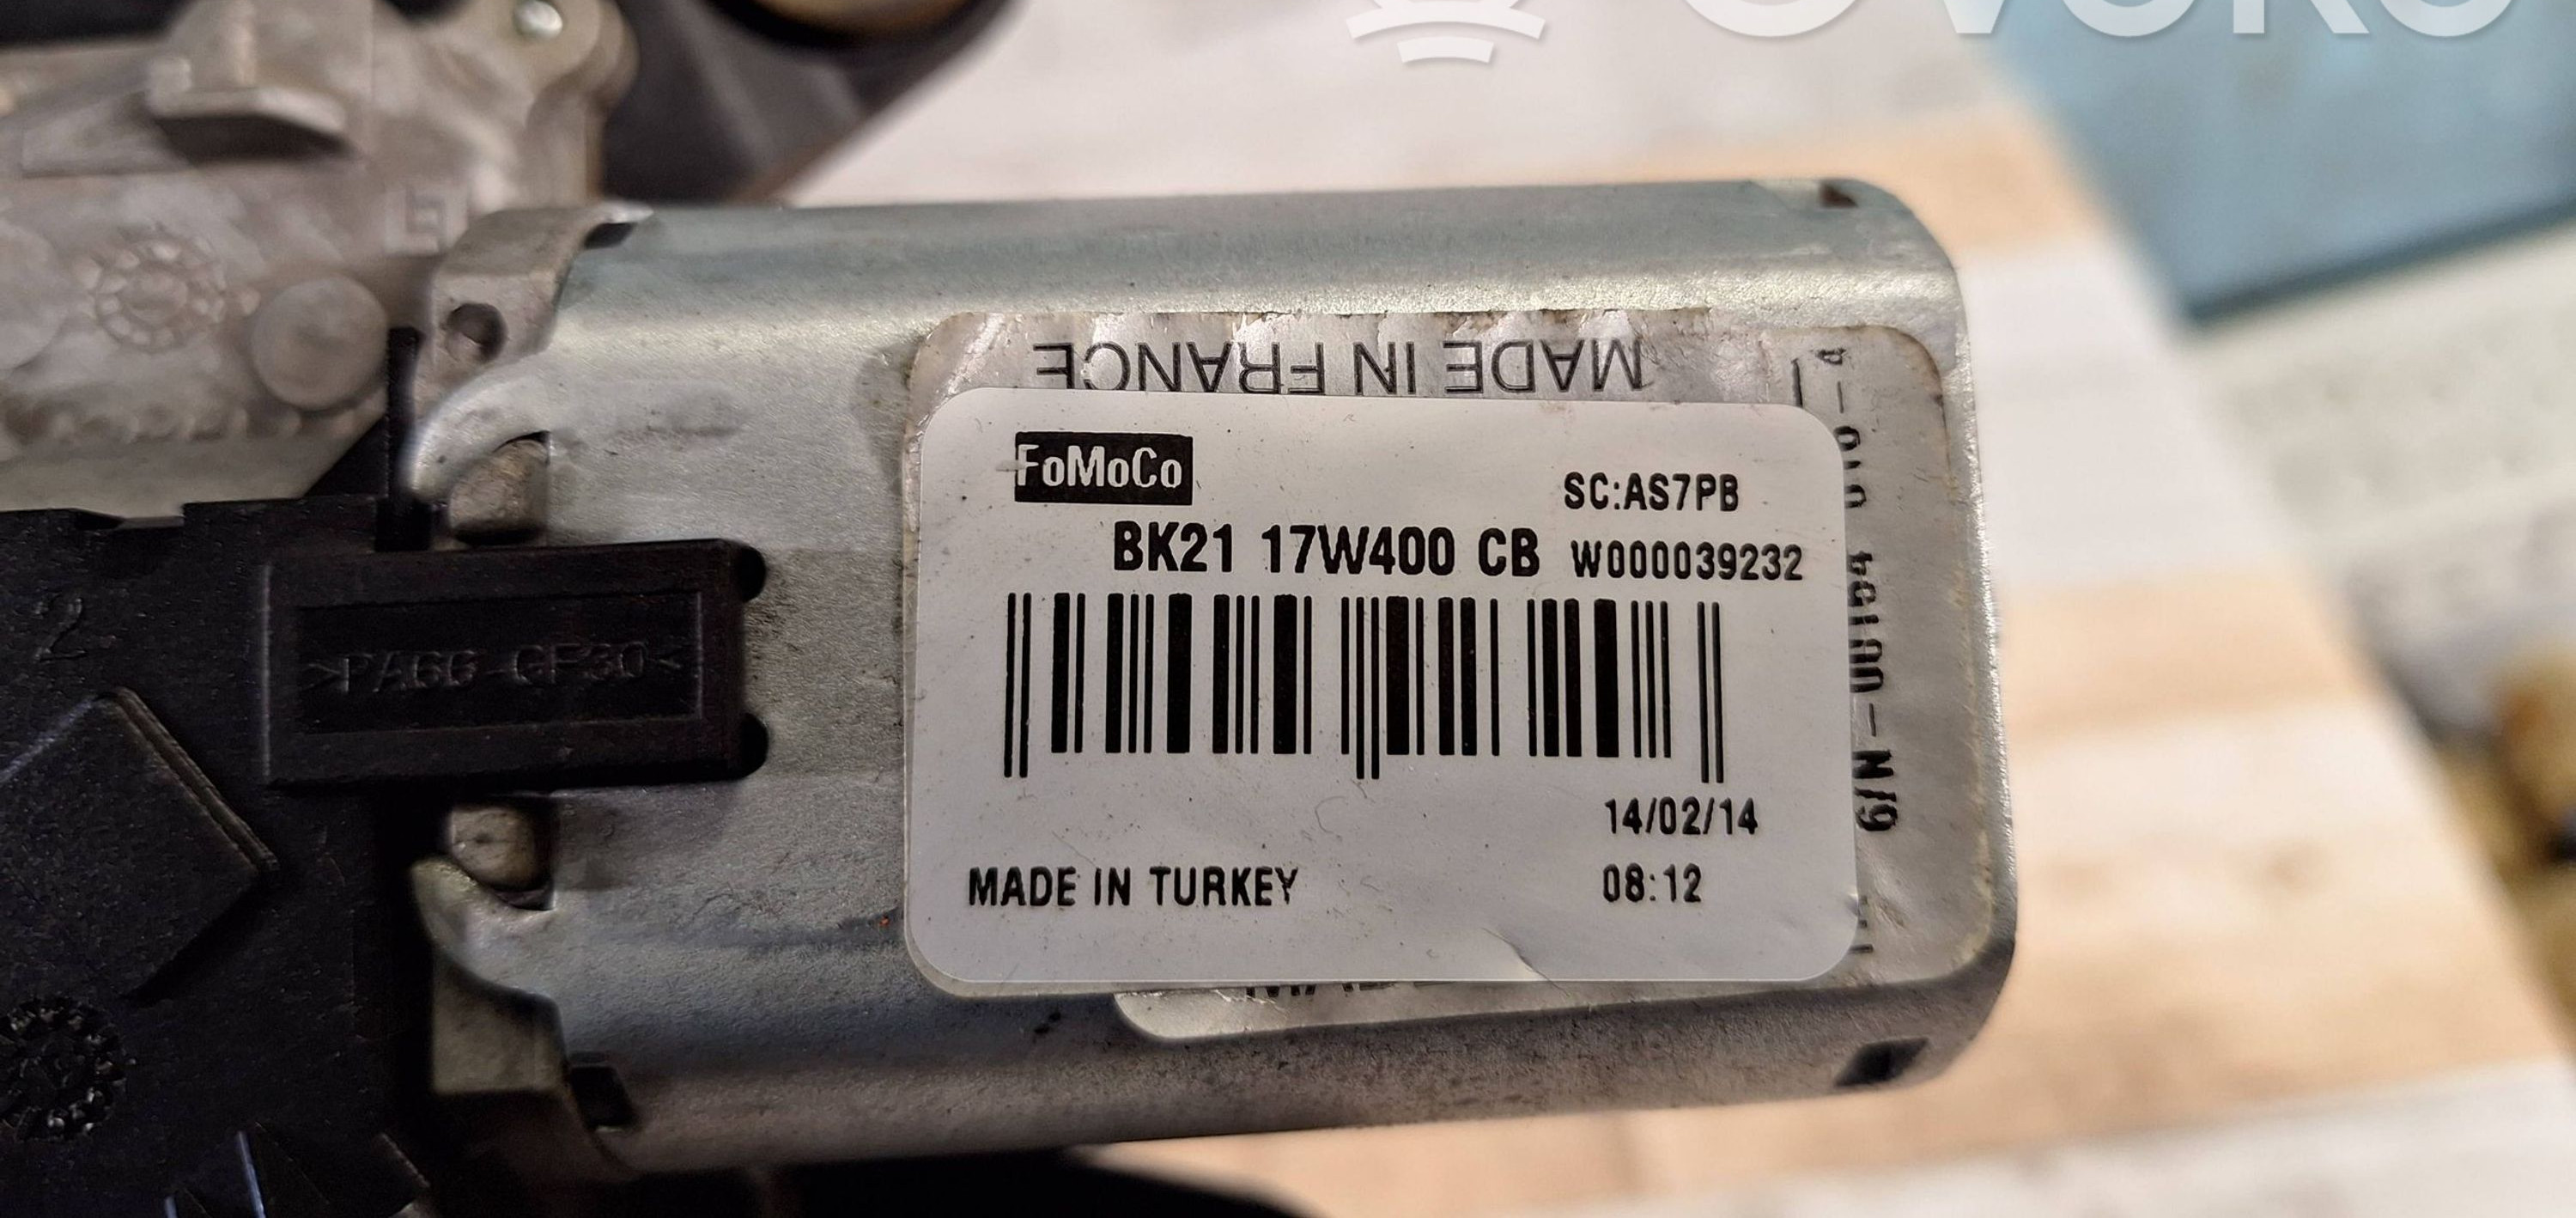 MADE IN FRANCE
FoMoCo
SC:AS7PB
BK21 17W400 CB W000039232
14/02/14
MADE IN TURKEY 08:12
>PA66-GF30<
2